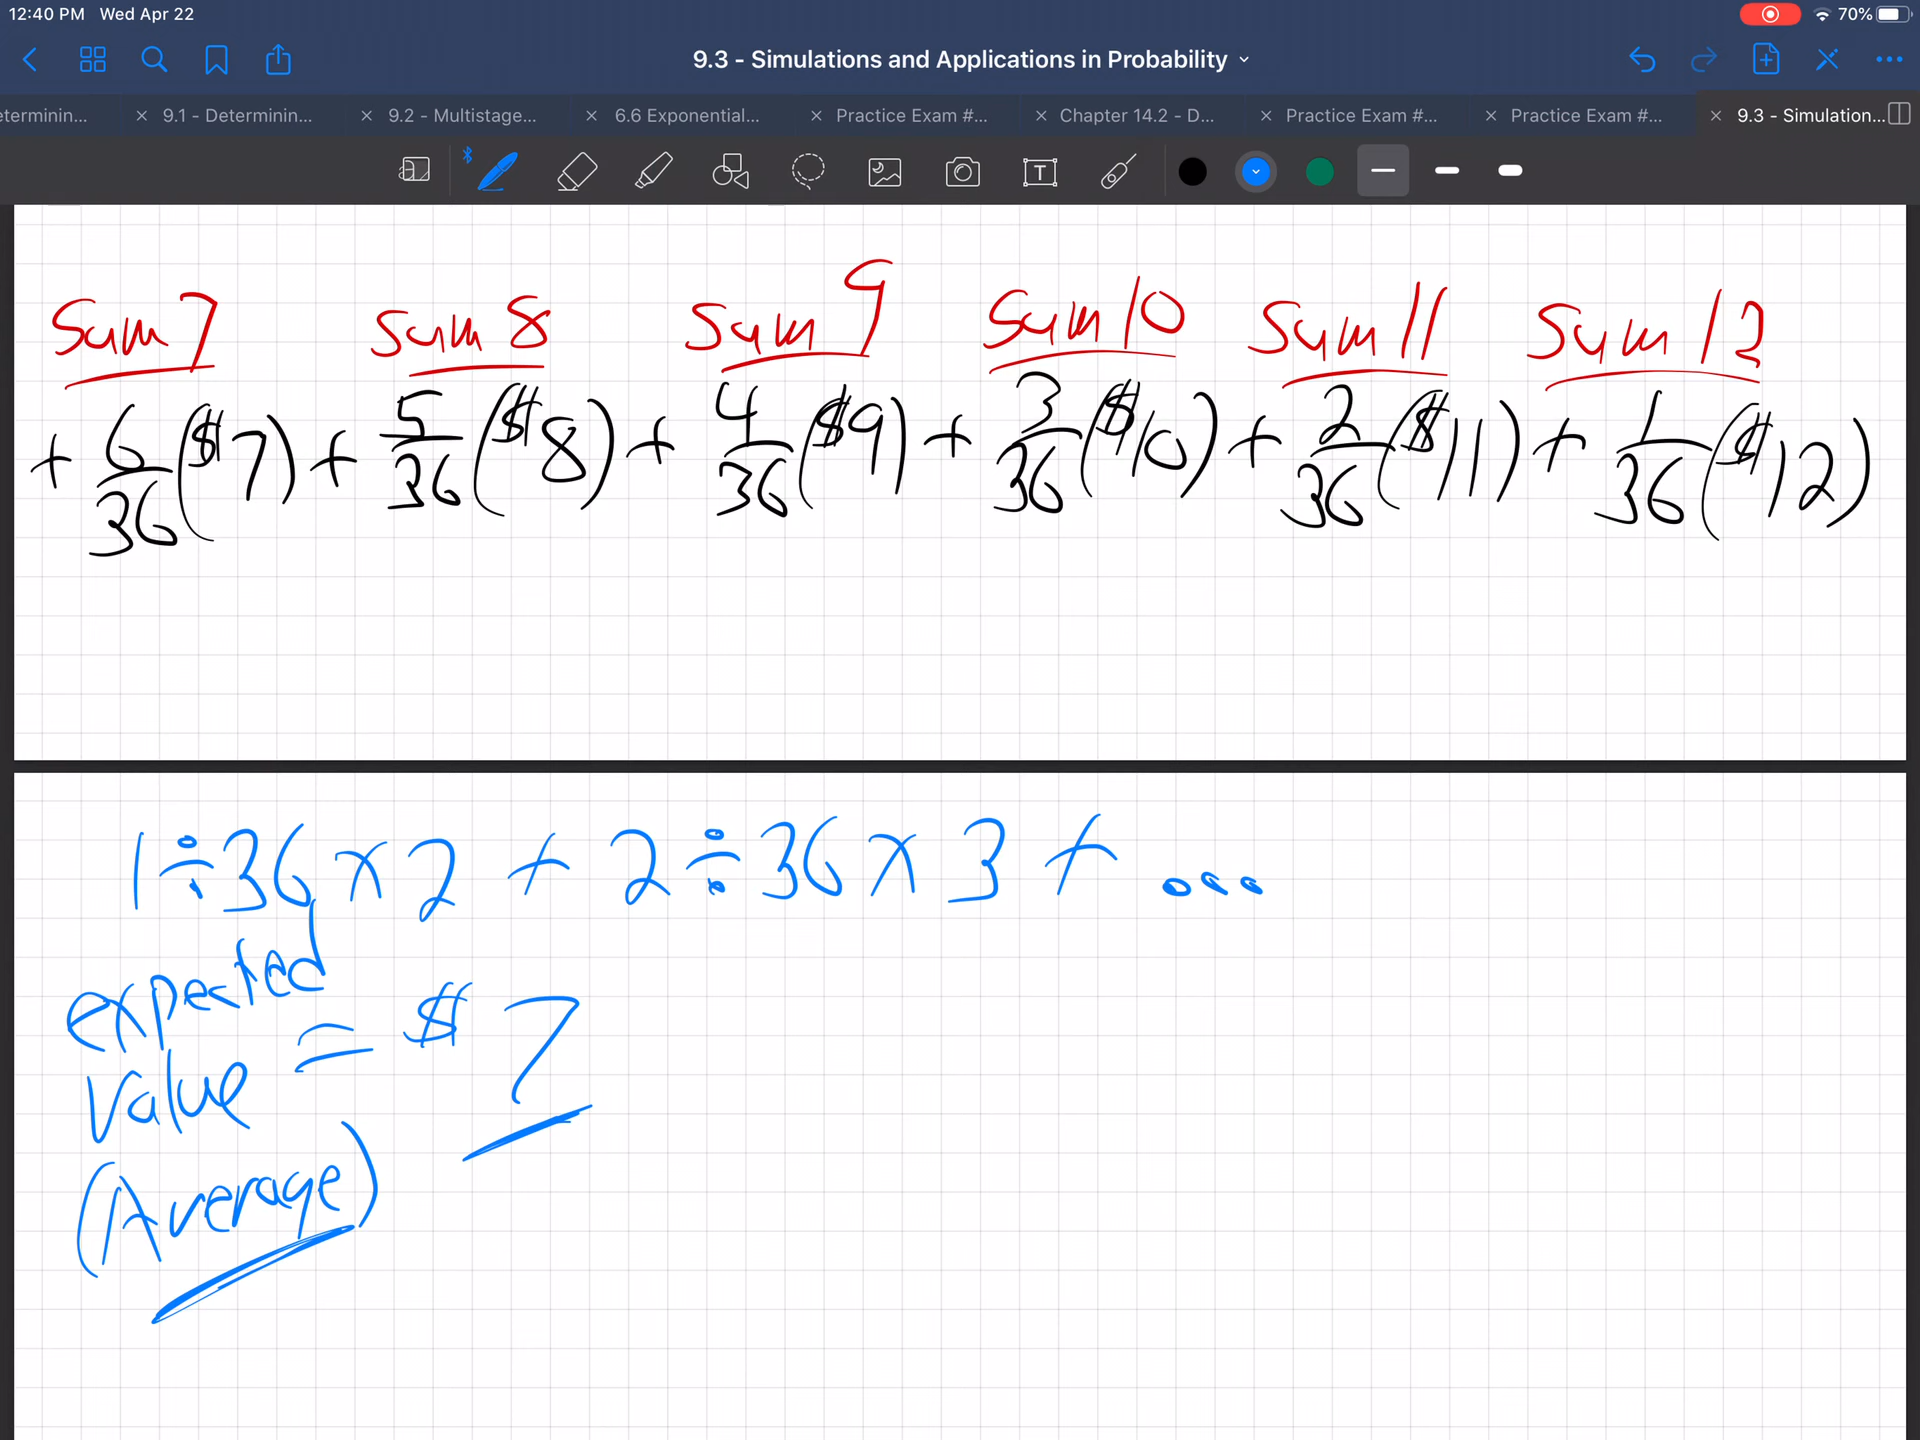 12:40 PM Wed Apr 22 70%
9.3 - Simulations and Applications in Probability
eterminin... × 9.1 - Determinin... × 9.2 - Multistage... × 6.6 Exponential... × Practice Exam #... × Chapter 14.2 - D... × Practice Exam #... × Practice Exam #... × 9.3 - Simulation...
T
Sum 7 Sum 8 Sum 9 Sum 10 Sum 11 Sum 12
+ 6/36 ($7) + 5/36 ($8) + 4/36 ($9) + 3/36 ($10) + 2/36 ($11) + 1/36 ($12)
1 ÷ 36 × 2 + 2 ÷ 36 × 3 + ...
expected
value = $ 7
(Average)